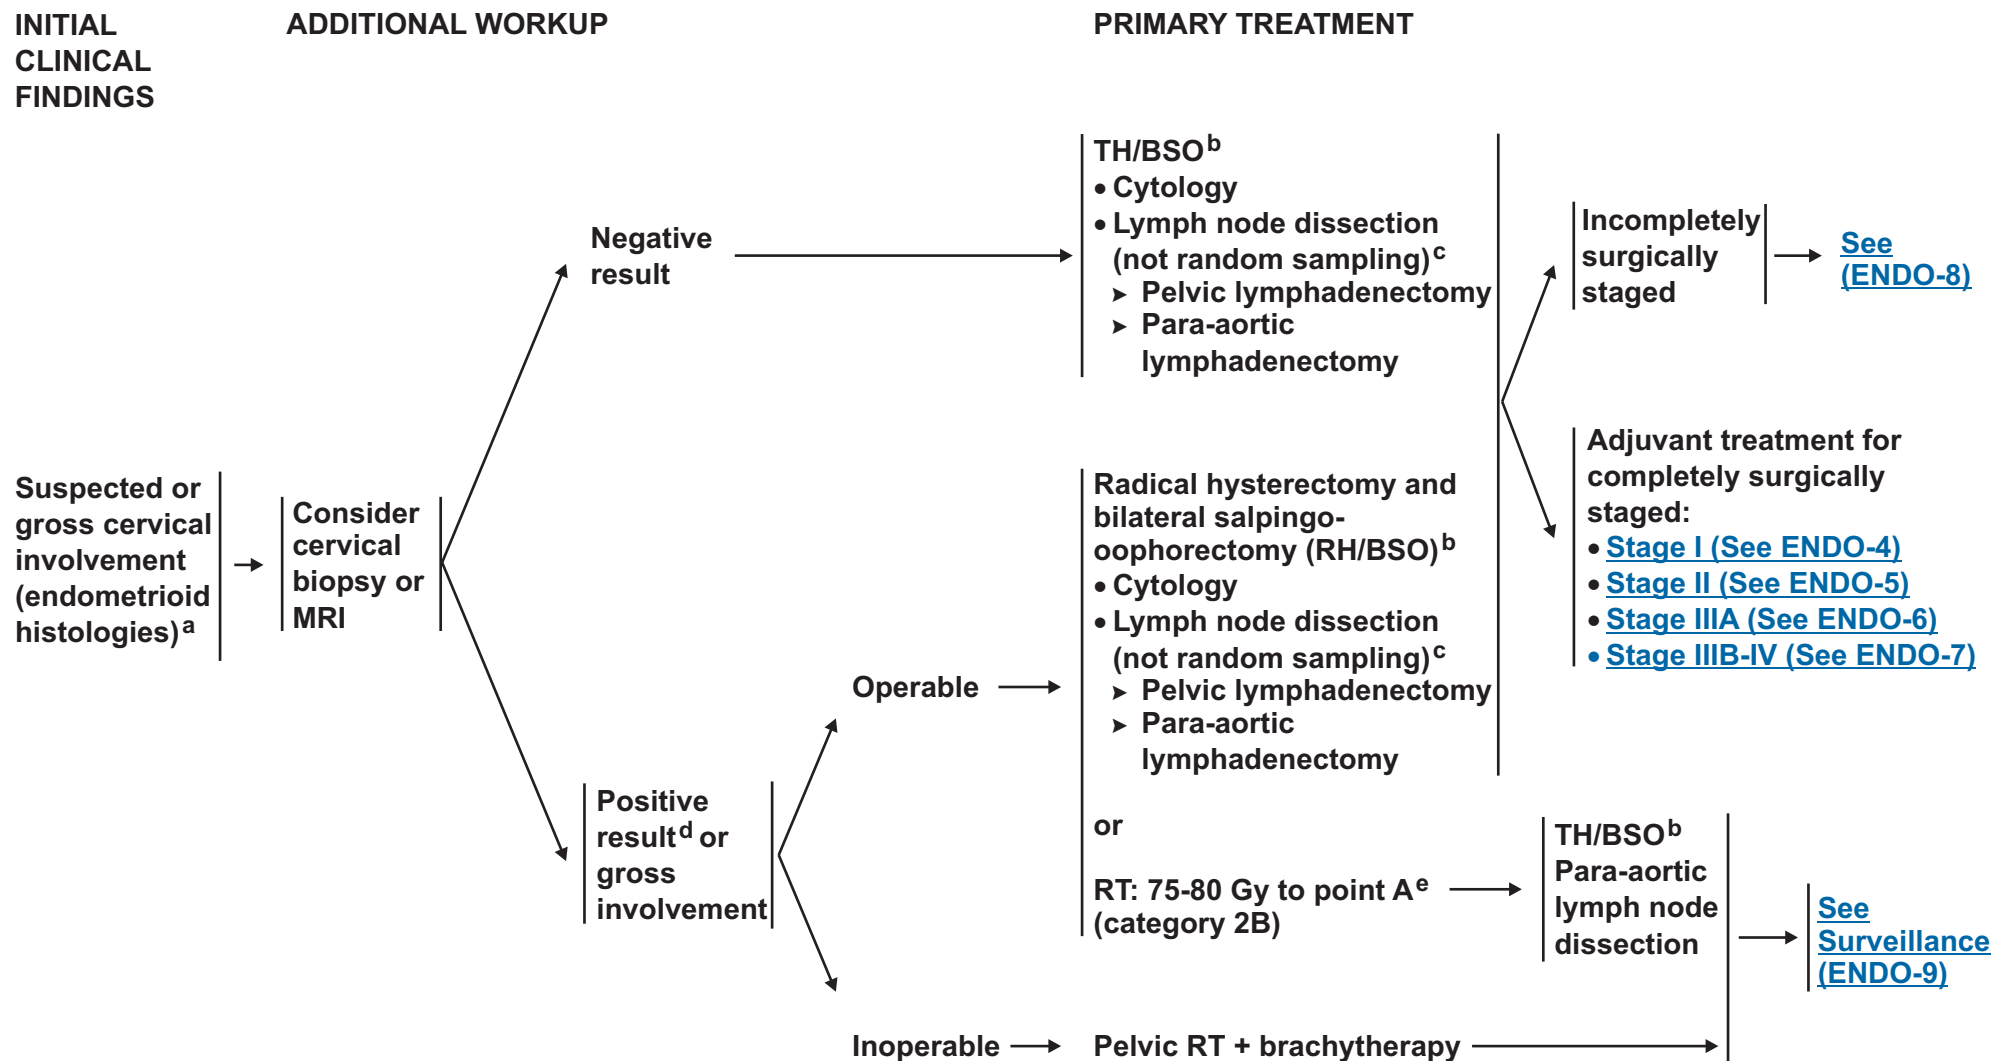 INITIAL
CLINICAL
FINDINGS
ADDITIONAL WORKUP
PRIMARY TREATMENT
Suspected or
gross cervical
involvement
(endometrioid
histologies)a
Consider
cervical
biopsy or
MRI
Negative
result
Positive
resultd or
gross
involvement
Operable
Inoperable
TH/BSOb
• Cytology
• Lymph node dissection
(not random sampling)c
➤ Pelvic lymphadenectomy
➤ Para-aortic
lymphadenectomy
Radical hysterectomy and
bilateral salpingo-
oophorectomy (RH/BSO)b
• Cytology
• Lymph node dissection
(not random sampling)c
➤ Pelvic lymphadenectomy
➤ Para-aortic
lymphadenectomy
or
RT: 75-80 Gy to point Ae
(category 2B)
Pelvic RT + brachytherapy
Incompletely
surgically
staged
See
(ENDO-8)
Adjuvant treatment for
completely surgically
staged:
• Stage I (See ENDO-4)
• Stage II (See ENDO-5)
• Stage IIIA (See ENDO-6)
• Stage IIIB-IV (See ENDO-7)
TH/BSOb
Para-aortic
lymph node
dissection
See
Surveillance
(ENDO-9)